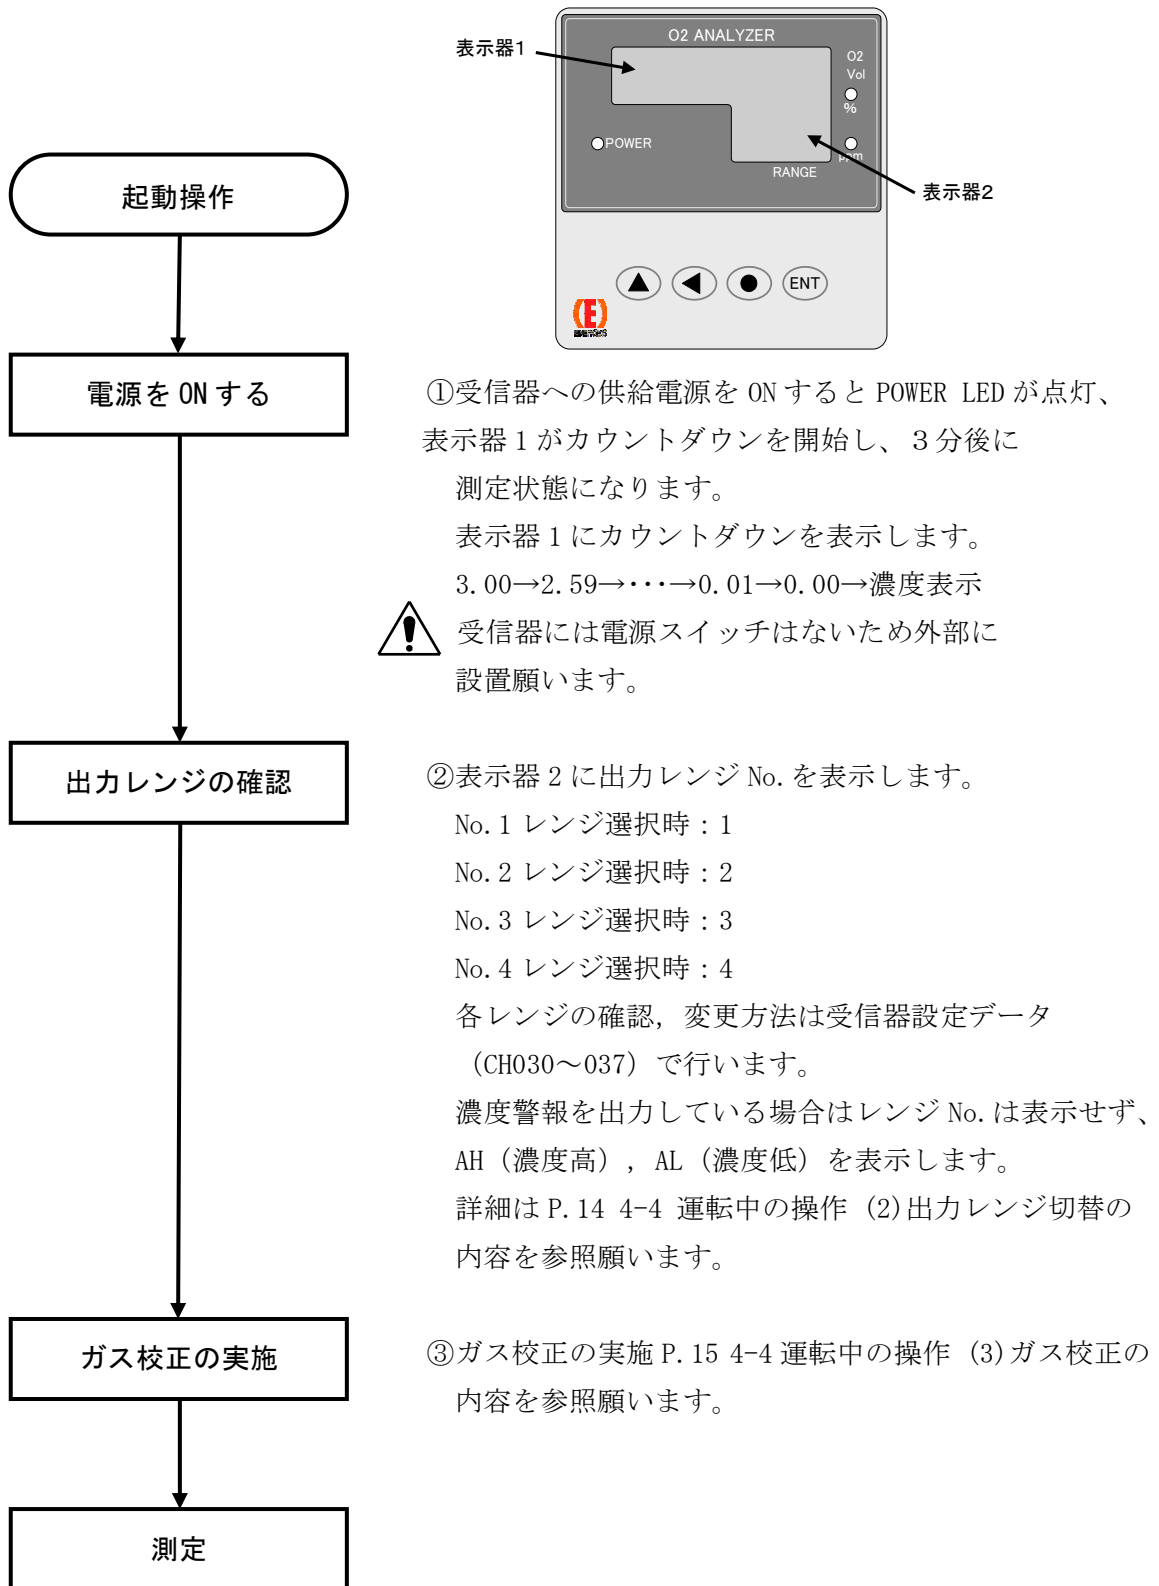 O2 ANALYZER
表示器1
O2
Vol
%
POWER
ppm
RANGE
表示器2
ENT
起動操作
電源を ON する
①受信器への供給電源を ON すると POWER LED が点灯、
表示器 1 がカウントダウンを開始し、３分後に
測定状態になります。
表示器 1 にカウントダウンを表示します。
3.00→2.59→･･･→0.01→0.00→濃度表示
受信器には電源スイッチはないため外部に
設置願います。
出力レンジの確認
②表示器 2 に出力レンジ No.を表示します。
No.1 レンジ選択時：1
No.2 レンジ選択時：2
No.3 レンジ選択時：3
No.4 レンジ選択時：4
各レンジの確認，変更方法は受信器設定データ
（CH030～037）で行います。
濃度警報を出力している場合はレンジ No.は表示せず、
AH（濃度高），AL（濃度低）を表示します。
詳細は P.14 4-4 運転中の操作 (2)出力レンジ切替の
内容を参照願います。
ガス校正の実施
③ガス校正の実施 P.15 4-4 運転中の操作 (3)ガス校正の
内容を参照願います。
測定